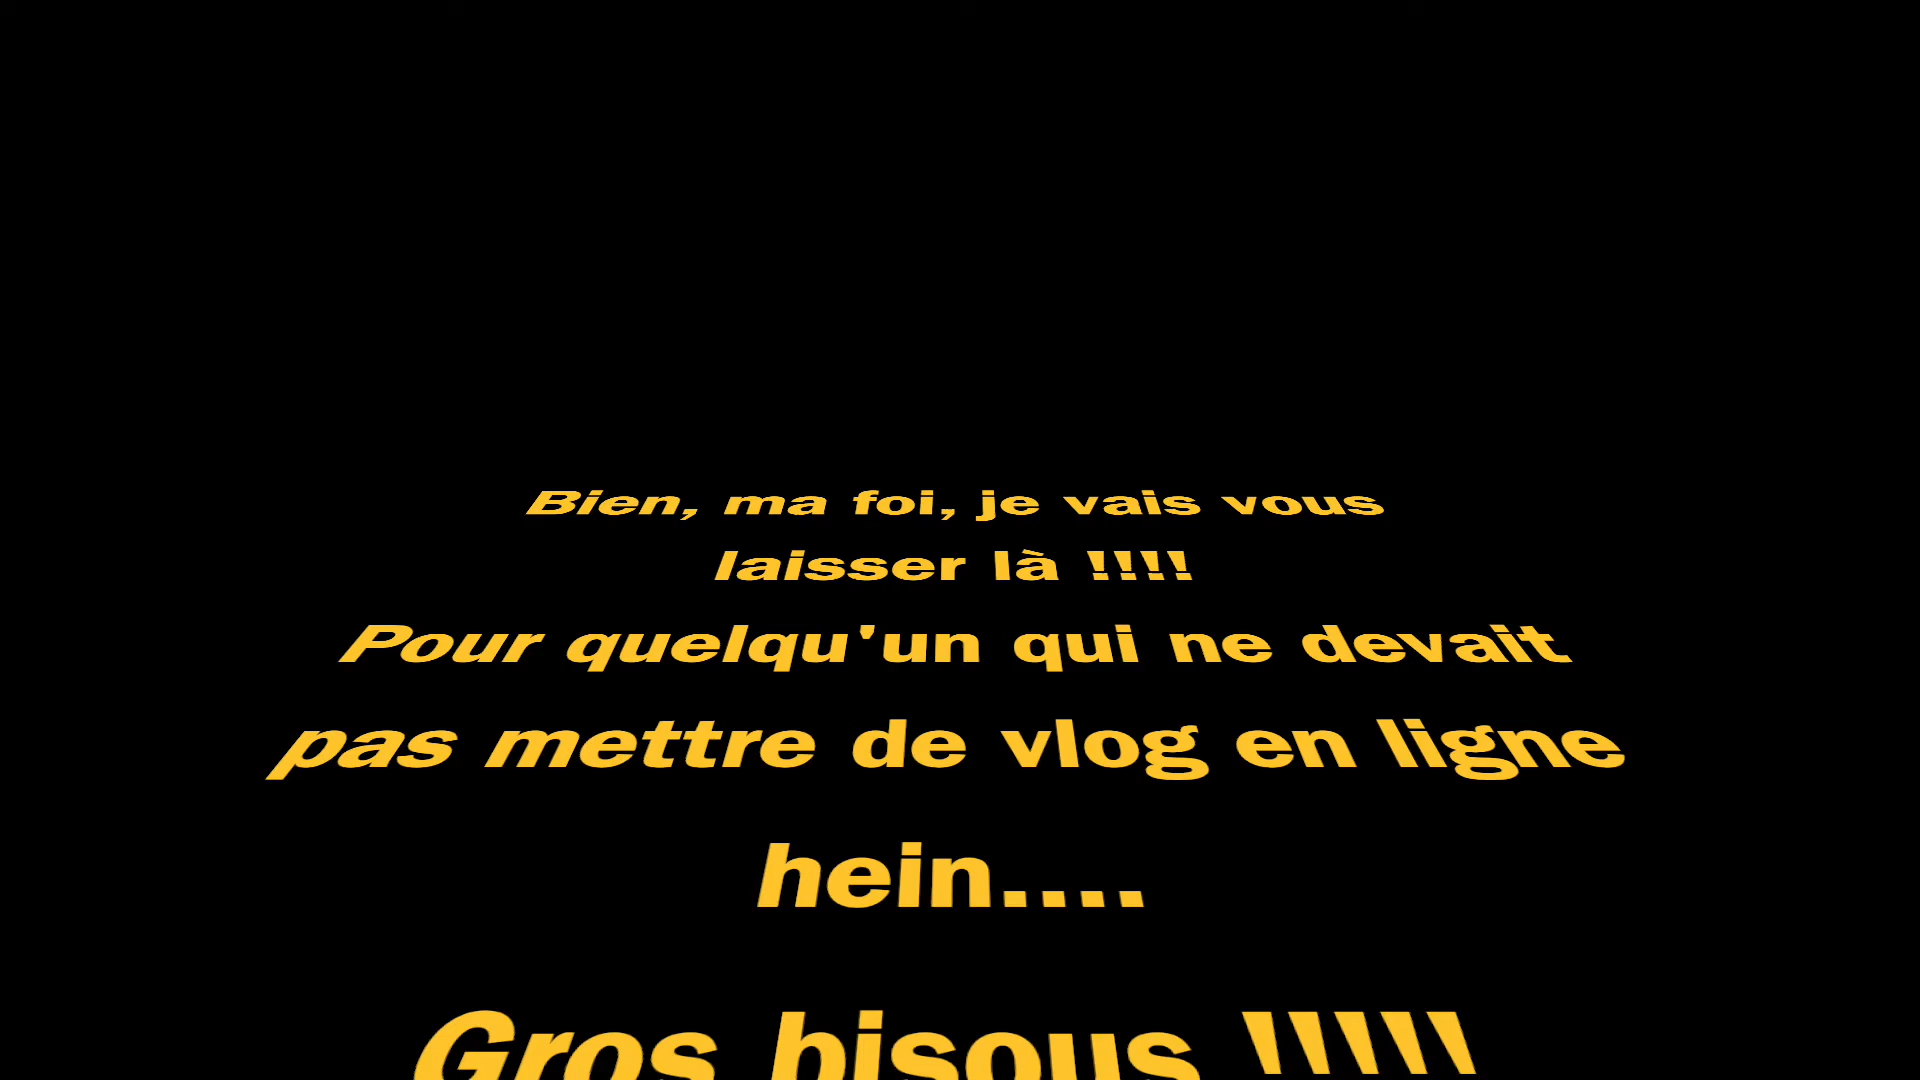 Bien, ma foi, je vais vous
laisser là !!!!
Pour quelqu'un qui ne devait
pas mettre de vlog en ligne
hein....
Gros bisous !!!!!